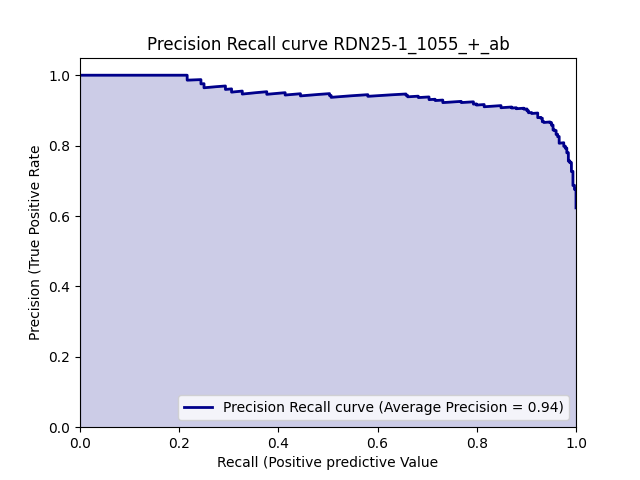 Precision Recall curve RDN25-1_1055_+_ab
Precision (True Positive Rate
1.0
0.8
0.6
0.4
0.2
0.0
Precision Recall curve (Average Precision = 0.94)
0.0 0.2 0.4 0.6 0.8 1.0
Recall (Positive predictive Value